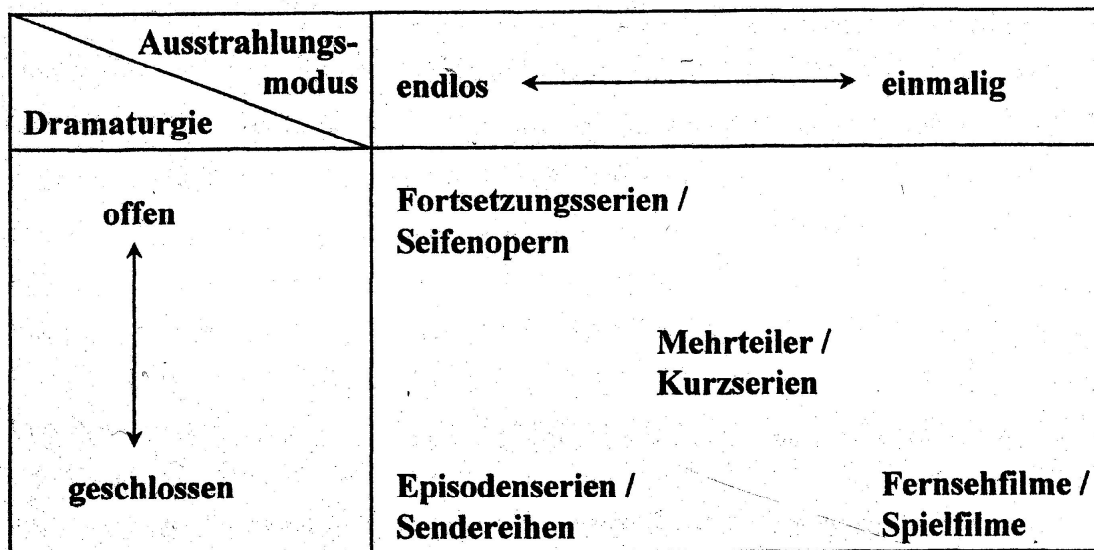 Ausstrahlungs-
modus
Dramaturgie
endlos
einmalig
offen
Fortsetzungsserien /
Seifenopern
Mehrteiler /
Kurzserien
geschlossen
Episodenserien /
Sendereihen
Fernsehfilme /
Spielfilme